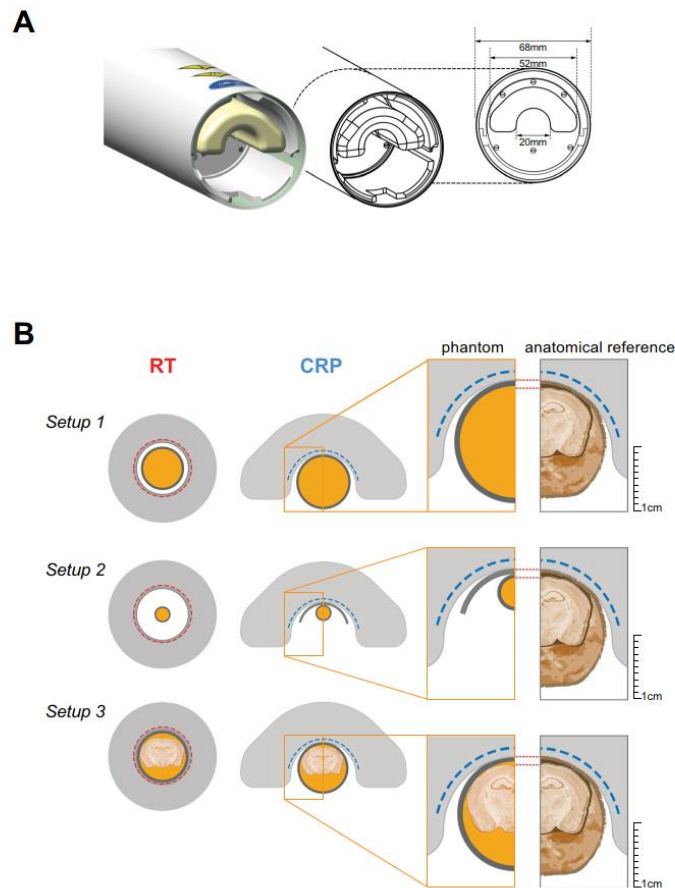 A
68mm
52mm
20mm
B
RT
CRP
phantom
anatomical reference
Setup 1
1cm
Setup 2
1cm
Setup 3
1cm